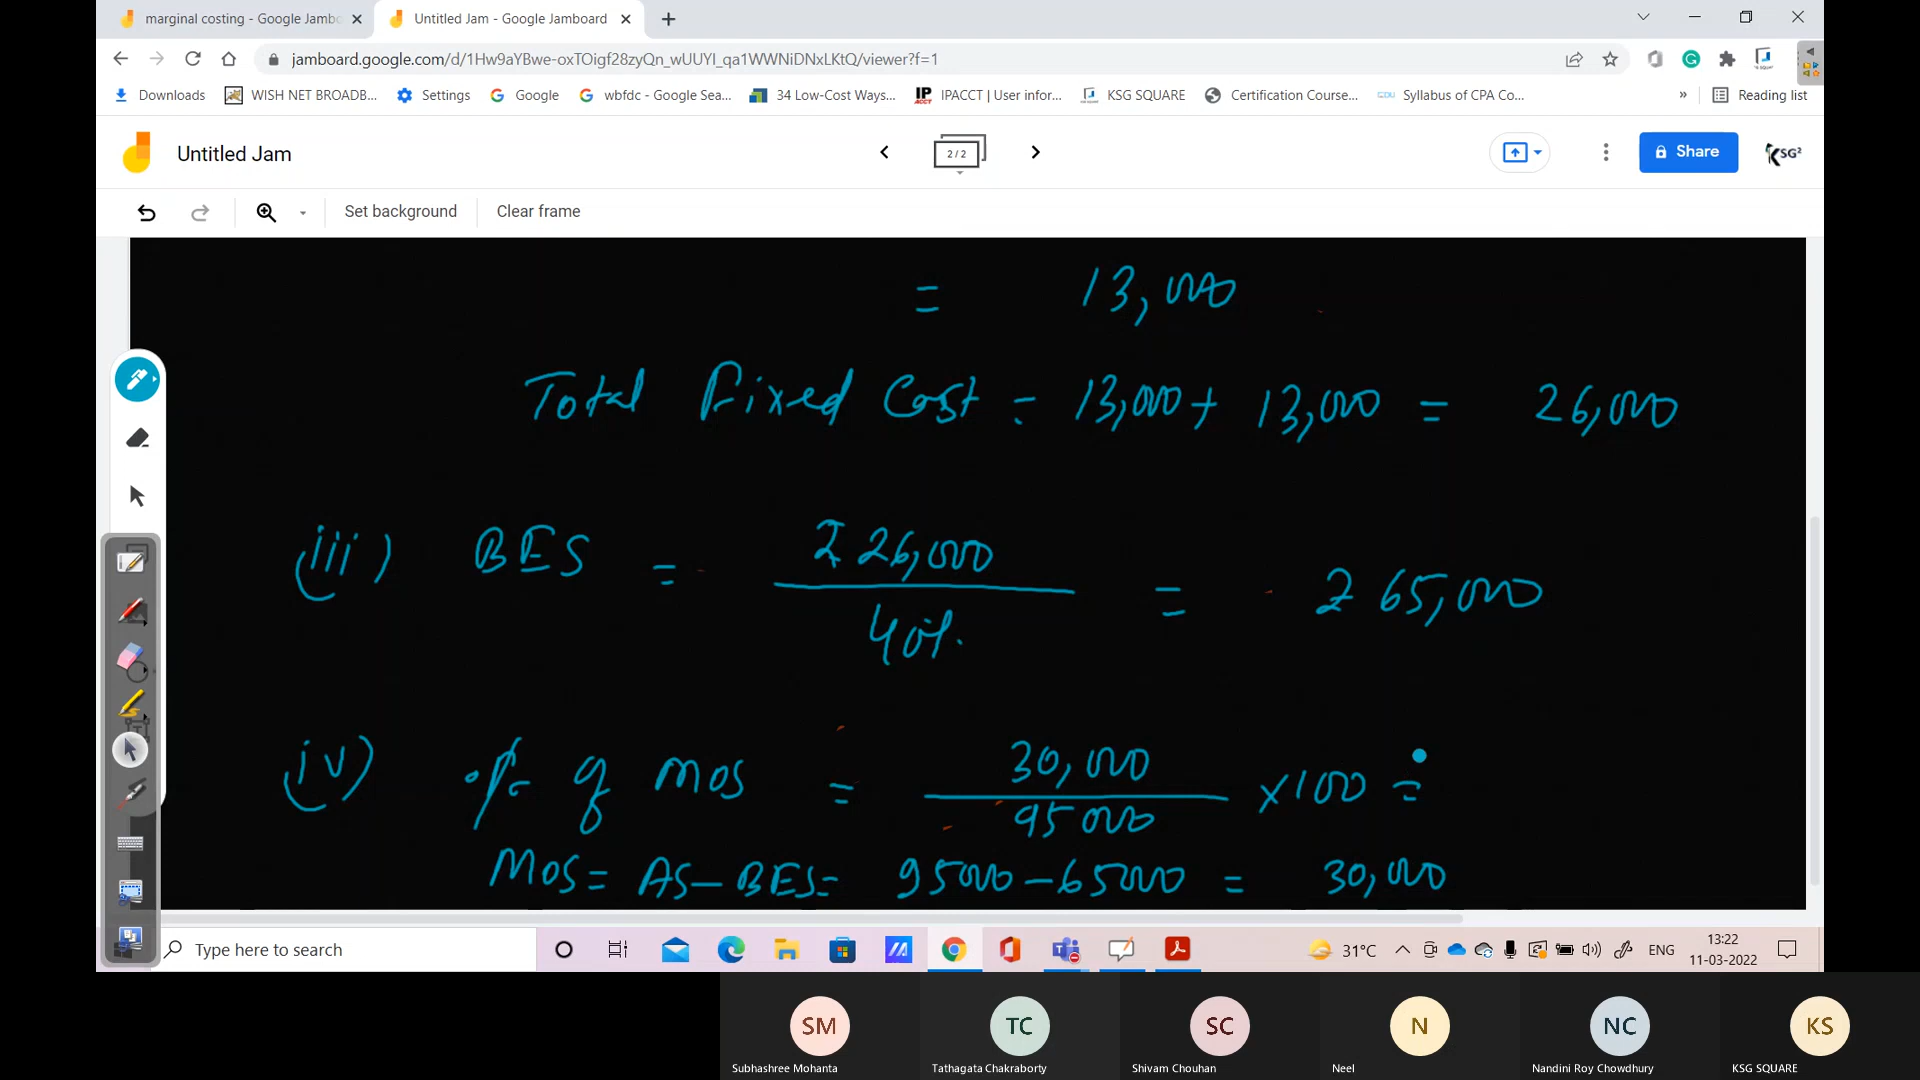 marginal costing - Google Jambo
Untitled Jam - Google Jamboard
jamboard.google.com/d/1Hw9aYBwe-oxTOigf28zyQn_wUUYl_qa1WWNiDNxLKtQ/viewer?f=1
Downloads WISH NET BROADB... Settings Google wbfdc - Google Sea... 34 Low-Cost Ways... IPACCT | User infor... KSG SQUARE Certification Course... Syllabus of CPA Co... » Reading list
Untitled Jam 2 / 2 Share KSG²
Set background Clear frame
= 13,000
Total Fixed Cost = 13,000 + 13,000 = 26,000
(iii) BES = ₹ 26,000 / 40% = ₹ 65,000
(iv) % of MOS = 30,000 / 95000 ×100 =
MOS = AS - BES = 95000 - 65000 = 30,000
Type here to search 31°C ENG 13:22
11-03-2022
SM TC SC N NC KS
Subhashree Mohanta Tathagata Chakraborty Shivam Chouhan Neel Nandini Roy Chowdhury KSG SQUARE